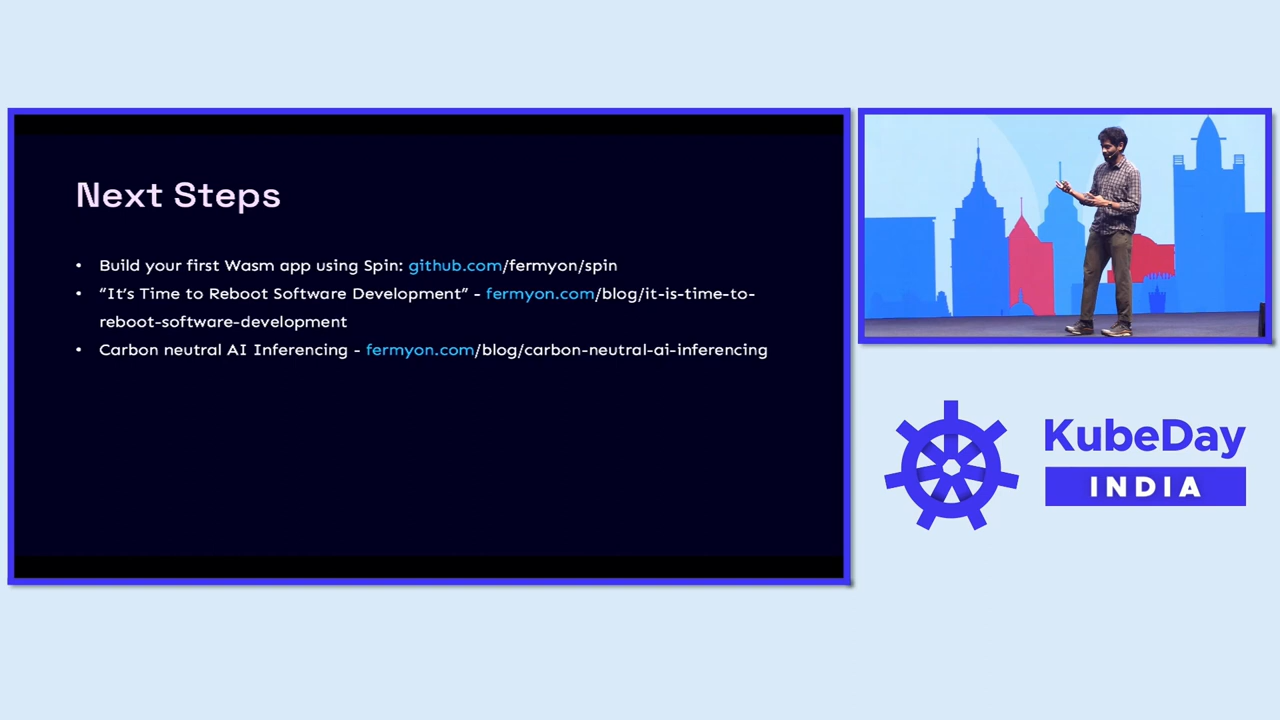 Next Steps
• Build your first Wasm app using Spin: github.com/fermyon/spin
• “It’s Time to Reboot Software Development” - fermyon.com/blog/it-is-time-to-
reboot-software-development
• Carbon neutral AI Inferencing - fermyon.com/blog/carbon-neutral-ai-inferencing
KubeDay
INDIA